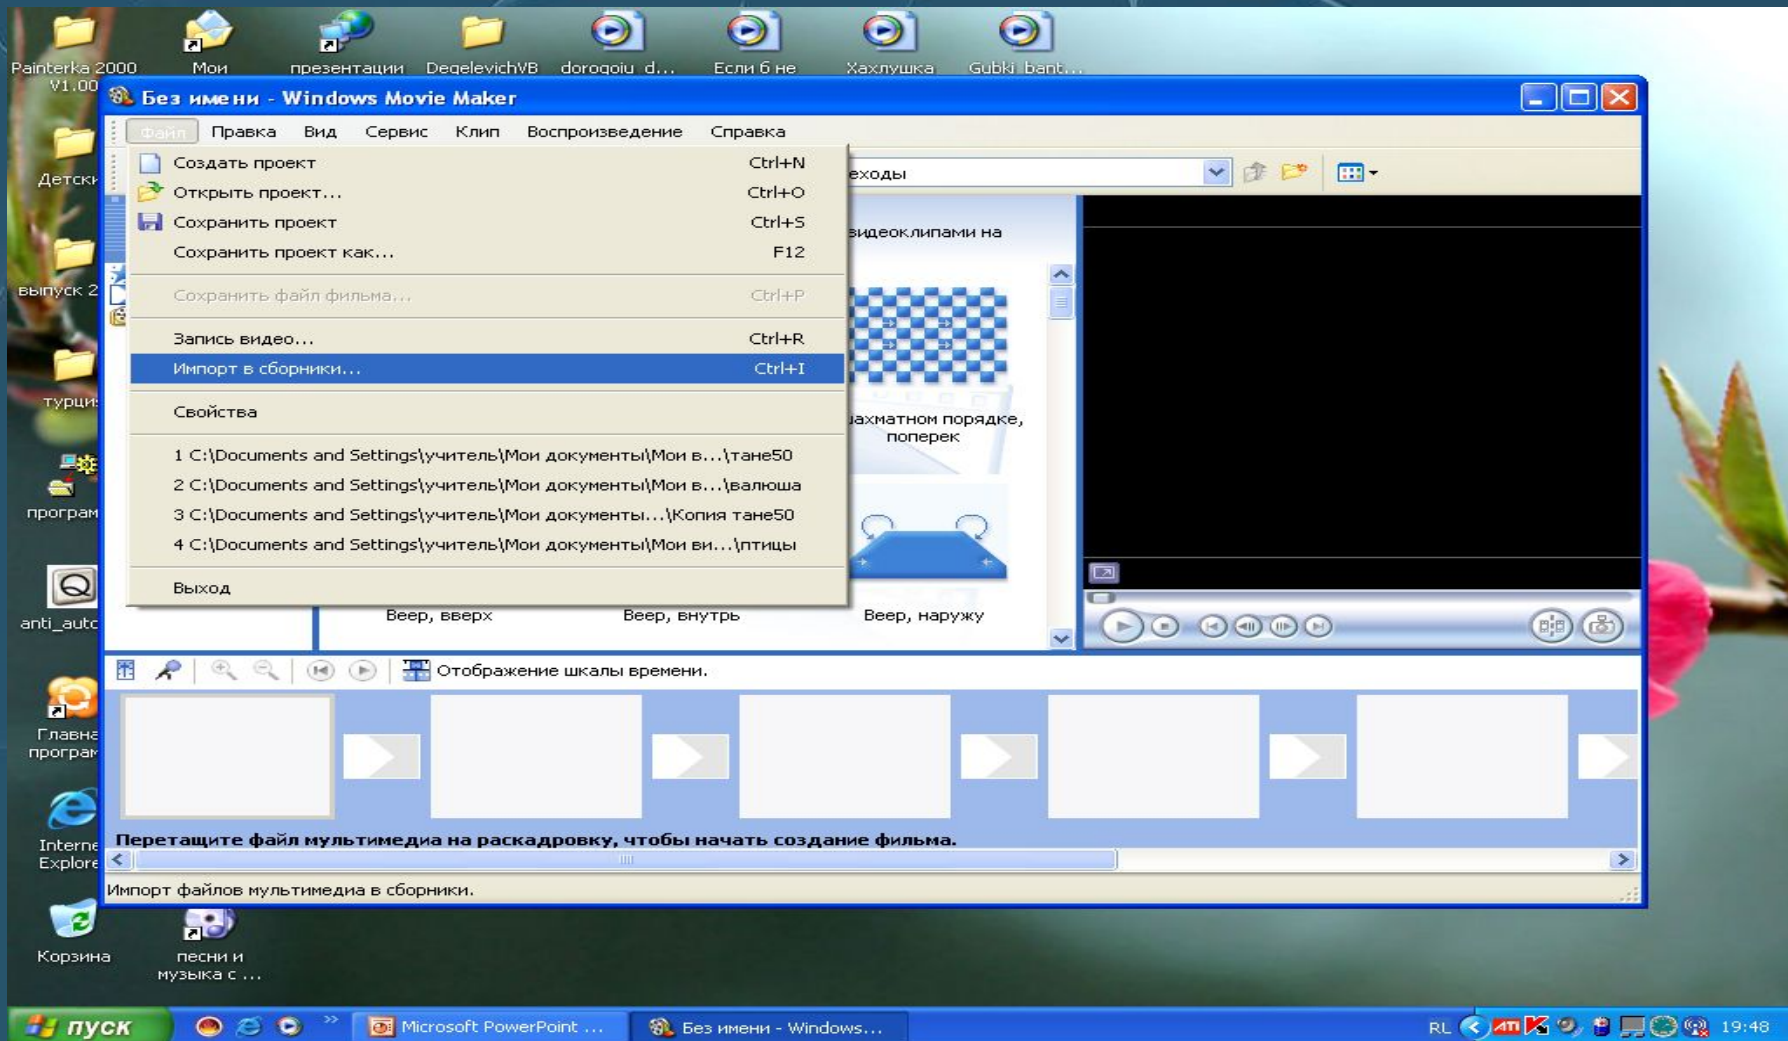 Painterka 2000
V1.00
Мои
презентации
DegelevichVB
dorogoiu_d...
Если б не
Хахлушка
Gubki_bant...
Без имени - Windows Movie Maker
Файл Правка Вид Сервис Клип Воспроизведение Справка
Создать проект Ctrl+N
Открыть проект... Ctrl+O
Сохранить проект Ctrl+S
Сохранить проект как... F12
Сохранить файл фильма... Ctrl+P
Запись видео... Ctrl+R
Импорт в сборники... Ctrl+I
Свойства
1 C:\Documents and Settings\учитель\Мои документы\Мои в...\тане50
2 C:\Documents and Settings\учитель\Мои документы\Мои в...\валюша
3 C:\Documents and Settings\учитель\Мои документы...\Копия тане50
4 C:\Documents and Settings\учитель\Мои документы\Мои ви...\птицы
Выход
еходы
видеоклипами на
ахматном порядке,
поперек
Веер, вверх
Веер, внутрь
Веер, наружу
Отображение шкалы времени.
Перетащите файл мультимедиа на раскадровку, чтобы начать создание фильма.
Импорт файлов мультимедиа в сборники.
Детски
выпуск 2
турция
програм
anti_auto
Главна
програм
Interne
Explore
Корзина
песни и
музыка с ...
пуск
Microsoft PowerPoint ...
Без имени - Windows...
RL
ATI
19:48